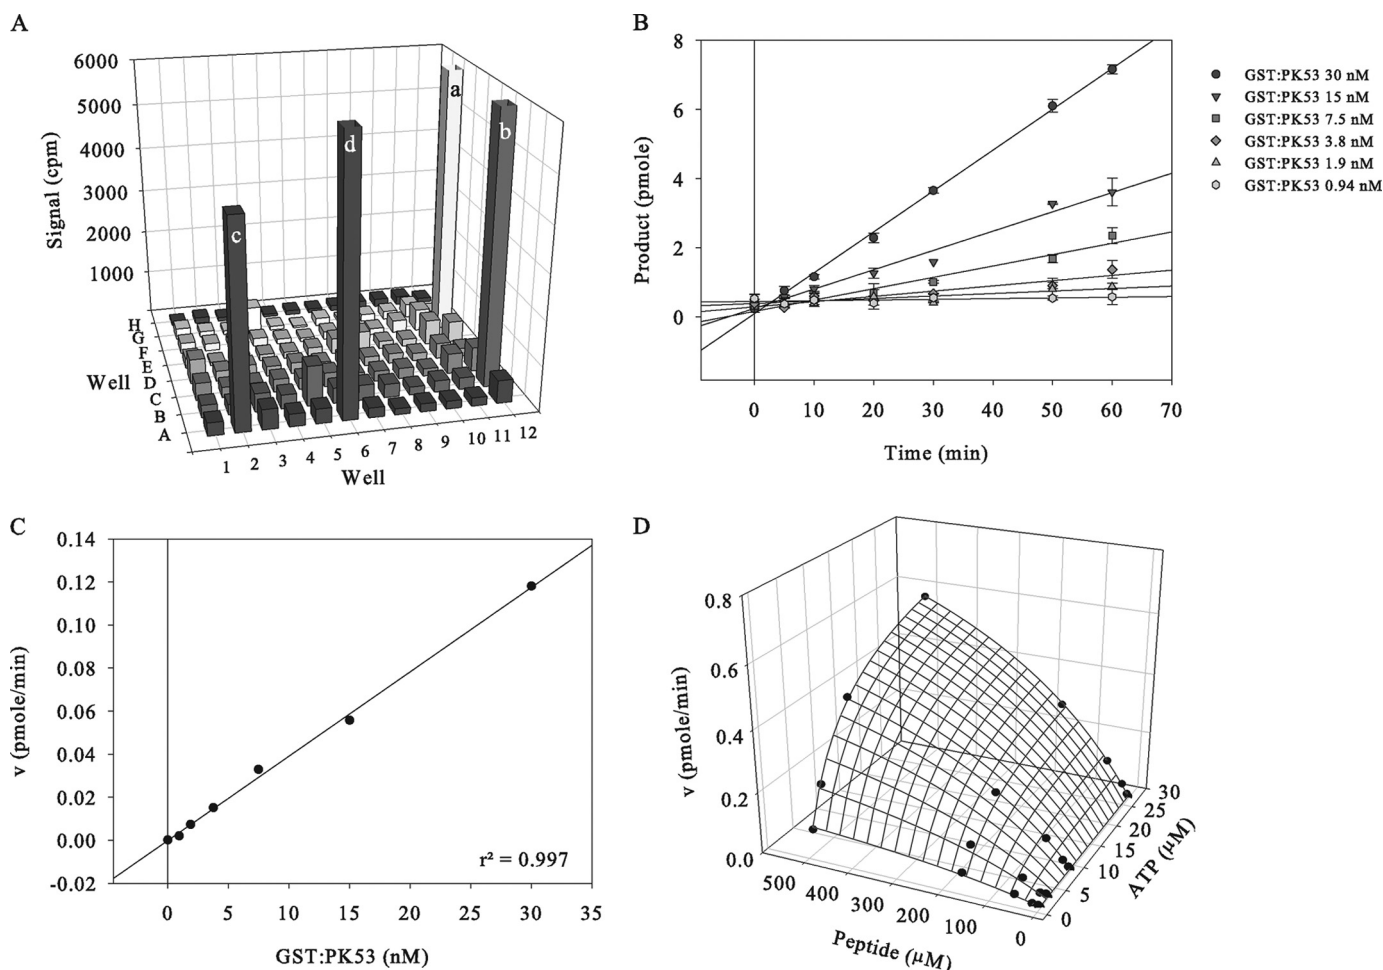 A
6000
5000
4000
3000
2000
1000
Signal (cpm)
a
b
c
d
H
G
F
E
D
C
B
A
Well
1 2 3 4 5 6 7 8 9 10 11 12
Well
B
8
6
4
2
0
Product (pmole)
0 10 20 30 40 50 60 70
Time (min)
GST:PK53 30 nM
GST:PK53 15 nM
GST:PK53 7.5 nM
GST:PK53 3.8 nM
GST:PK53 1.9 nM
GST:PK53 0.94 nM
C
0.14
0.12
0.10
0.08
0.06
0.04
0.02
0.00
-0.02
v (pmole/min)
r² = 0.997
0 5 10 15 20 25 30 35
GST:PK53 (nM)
D
0.8
0.6
0.4
0.2
0.0
v (pmole/min)
500 400 300 200 100 0
Peptide (µM)
30
25
20
15
10
5
0
ATP (µM)